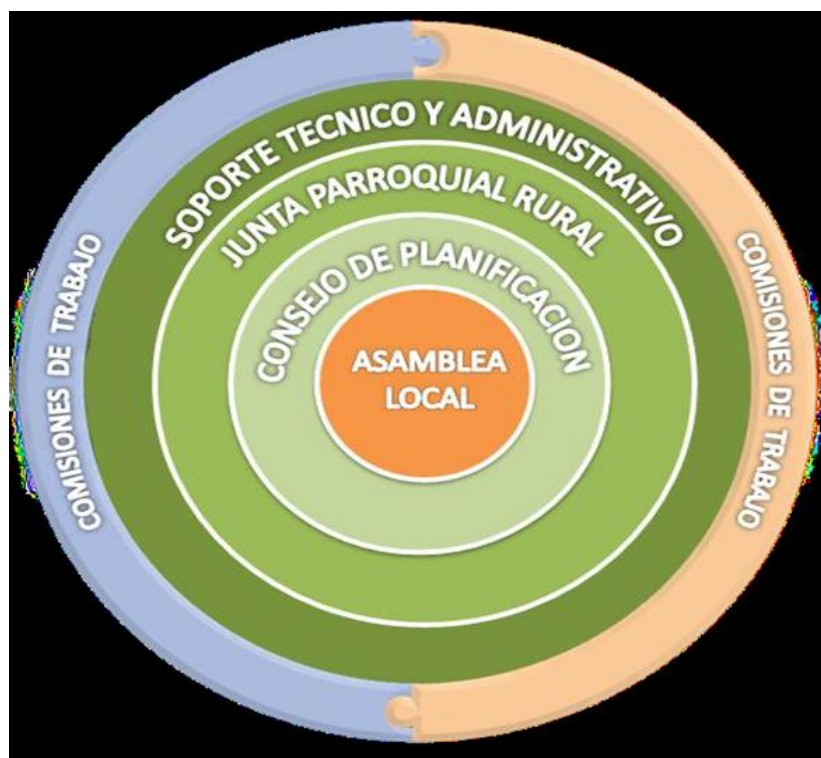 SOPORTE TECNICO Y ADMINISTRATIVO
JUNTA PARROQUIAL RURAL
CONSEJO DE PLANIFICACION
ASAMBLEA
LOCAL
COMISIONES DE TRABAJO
COMISIONES DE TRABAJO